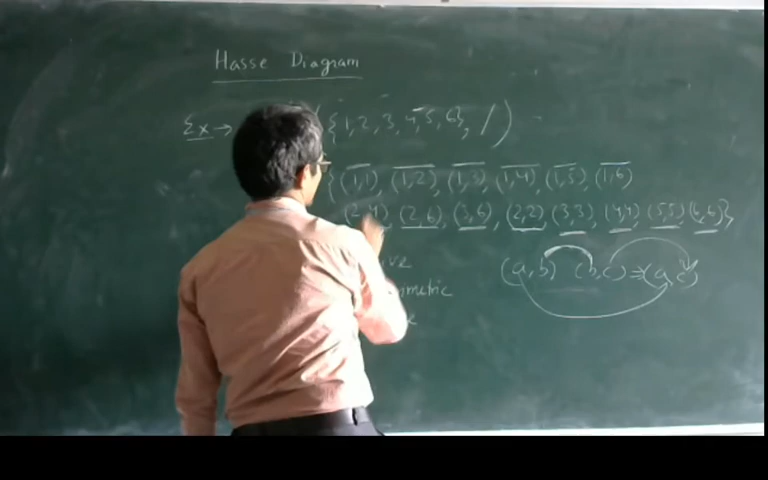 Hasse Diagram
Ex → ({1, 2, 3, 4, 5, 6}, /)
{(1,1), (1,2), (1,3), (1,4), (1,5), (1,6)
(2,4), (2,6), (3,6), (2,2), (3,3), (4,4), (5,5) (6,6)},
(a,b) (b,c) ⇒ (a,c)